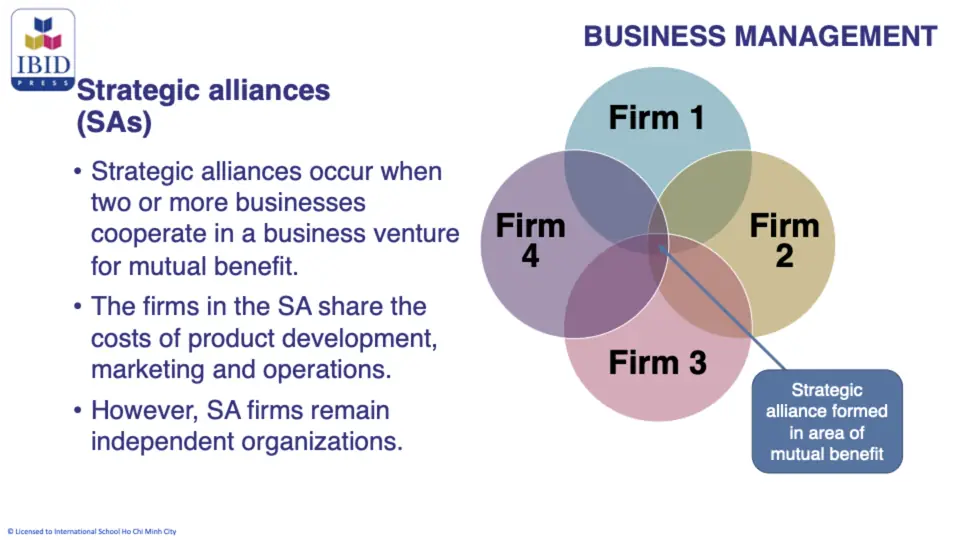 IBID
PRESS
BUSINESS MANAGEMENT
Strategic alliances
(SAs)
• Strategic alliances occur when
two or more businesses
cooperate in a business venture
for mutual benefit.
• The firms in the SA share the
costs of product development,
marketing and operations.
• However, SA firms remain
independent organizations.
Firm 1
Firm
4
Firm
2
Firm 3
Strategic
alliance formed
in area of
mutual benefit
© Licensed to International School Ho Chi Minh City